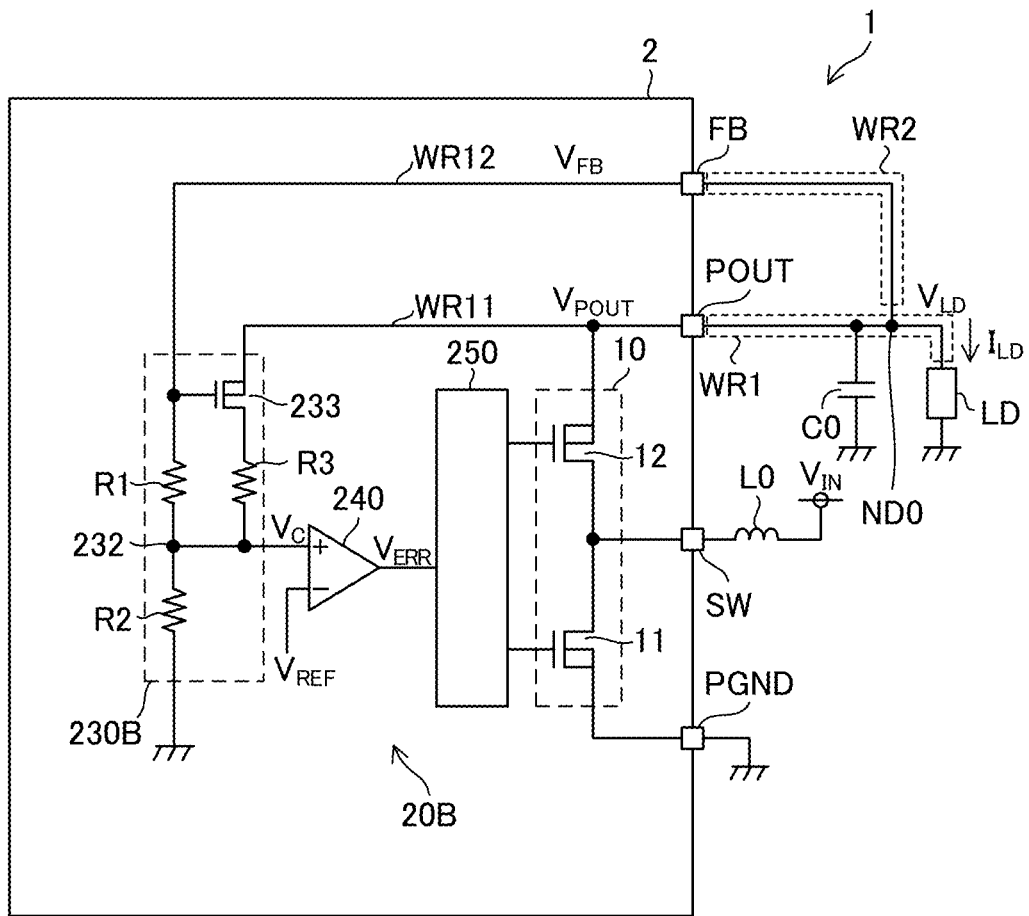 1
2
FB
WR2
WR12
VFB
POUT
VPOUT
VLD
WR11
ILD
250
10
WR1
233
C0
LD
12
R1
R3
VIN
L0
240
ND0
232
VC
+
VERR
SW
−
R2
11
VREF
PGND
230B
20B